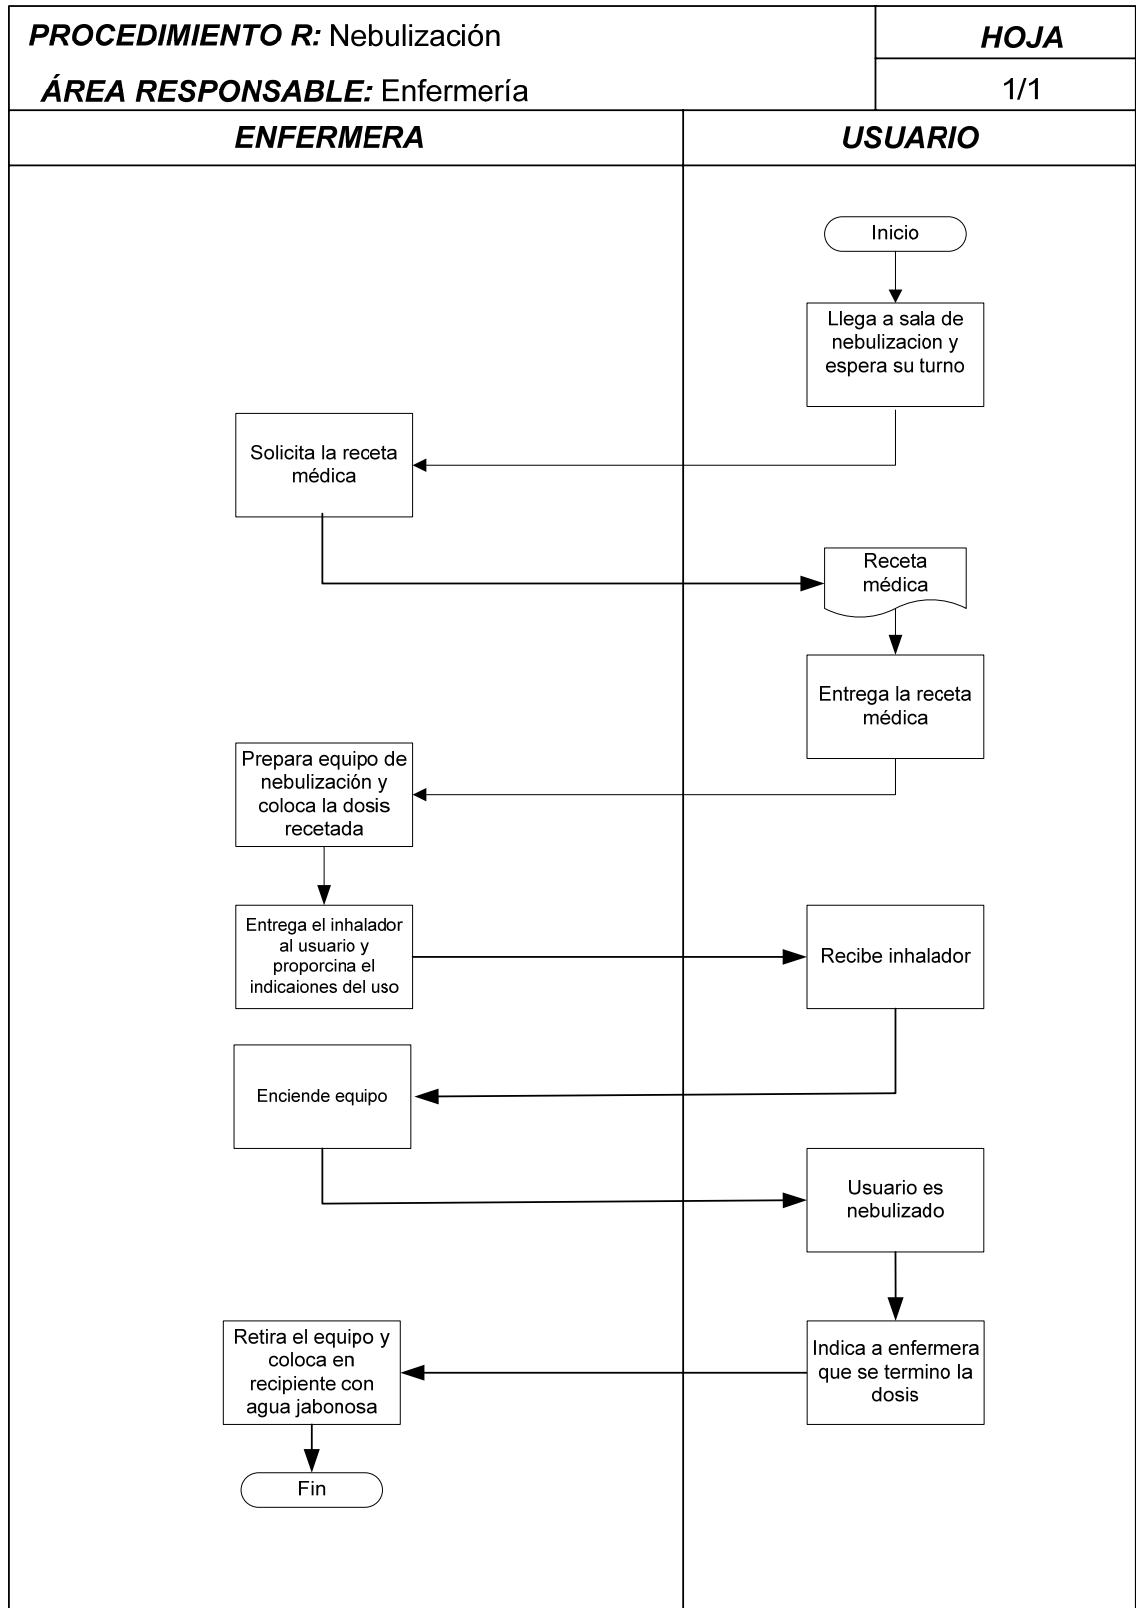 PROCEDIMIENTO R: Nebulización
HOJA
ÁREA RESPONSABLE: Enfermería
1/1
ENFERMERA
USUARIO
Inicio
Llega a sala de
nebulizacion y
espera su turno
Solicita la receta
médica
Receta
médica
Entrega la receta
médica
Prepara equipo de
nebulización y
coloca la dosis
recetada
Entrega el inhalador
al usuario y
proporcina el
indicaiones del uso
Recibe inhalador
Enciende equipo
Usuario es
nebulizado
Indica a enfermera
que se termino la
dosis
Retira el equipo y
coloca en
recipiente con
agua jabonosa
Fin